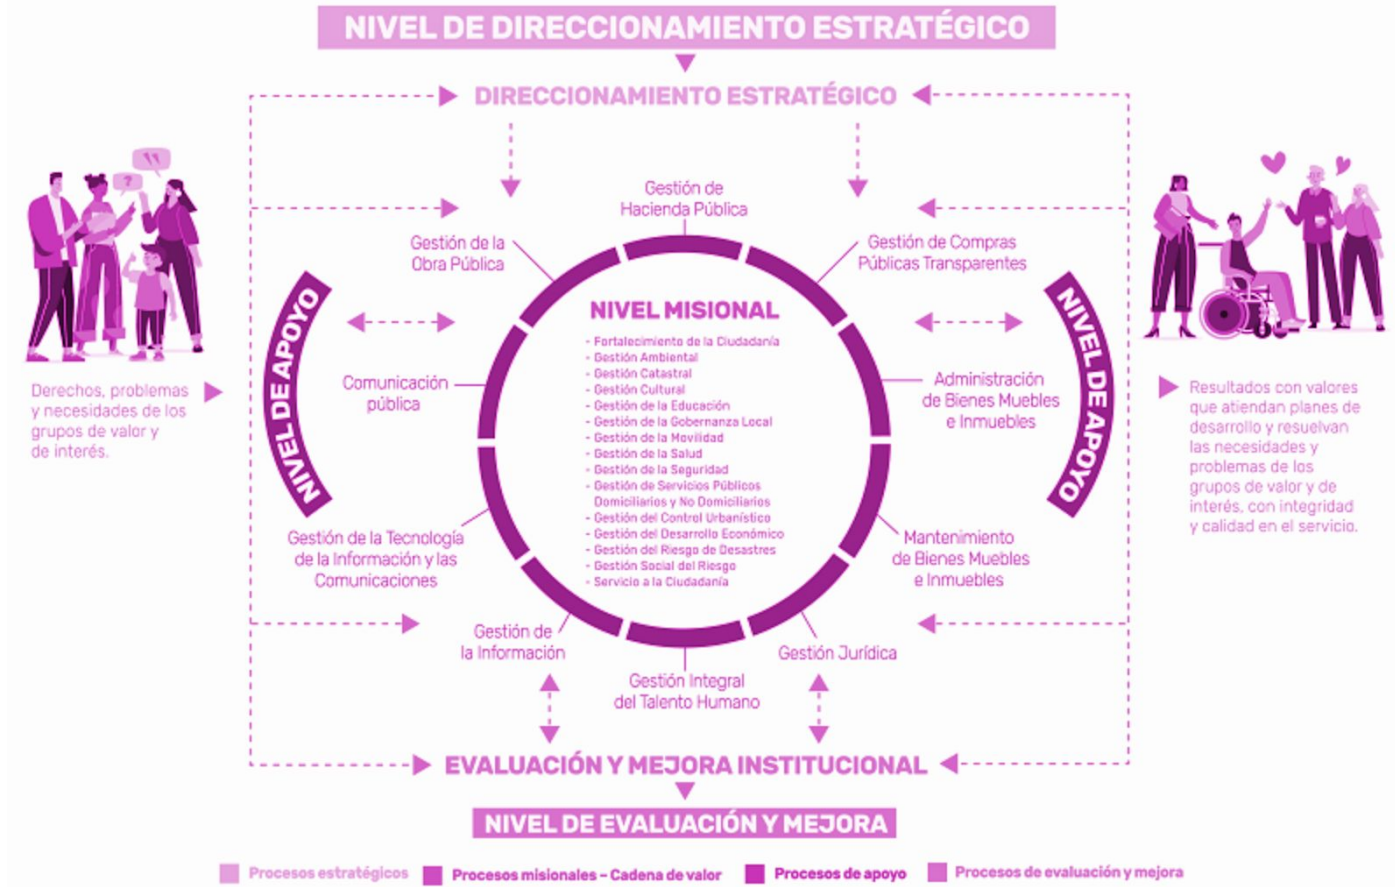 NIVEL DE DIRECCIONAMIENTO ESTRATÉGICO
DIRECCIONAMIENTO ESTRATÉGICO
?
Gestión de
Hacienda Pública
Gestión de la
Obra Pública
Gestión de Compras
Públicas Transparentes
NIVEL DE APOYO
NIVEL DE APOYO
Derechos, problemas
y necesidades de los
grupos de valor y
de interés.
Comunicación
pública
NIVEL MISIONAL
- Fortalecimiento de la Ciudadanía
- Gestión Ambiental
- Gestión Catastral
- Gestión Cultural
- Gestión de la Educación
- Gestión de la Gobernanza Local
- Gestión de la Movilidad
- Gestión de la Salud
- Gestión de la Seguridad
- Gestión de Servicios Públicos
Domiciliarios y No Domiciliarios
- Gestión del Control Urbanístico
- Gestión del Desarrollo Económico
- Gestión del Riesgo de Desastres
- Gestión Social del Riesgo
- Servicio a la Ciudadanía
Administración
de Bienes Muebles
e Inmuebles
Resultados con valores
que atiendan planes de
desarrollo y resuelvan
las necesidades y
problemas de los
grupos de valor y de
interés, con integridad
y calidad en el servicio.
Gestión de la Tecnología
de la Información y las
Comunicaciones
Mantenimiento
de Bienes Muebles
e Inmuebles
Gestión de
la Información
Gestión Jurídica
Gestión Integral
del Talento Humano
EVALUACIÓN Y MEJORA INSTITUCIONAL
NIVEL DE EVALUACIÓN Y MEJORA
Procesos estratégicos
Procesos misionales – Cadena de valor
Procesos de apoyo
Procesos de evaluación y mejora